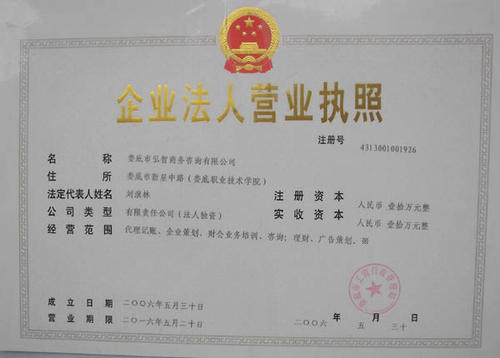 企业法人营业执照
注册号 4313001001926
名称 娄底市弘智商务咨询有限公司
住所 娄底市新星中路（娄底职业技术学院）
法定代表人姓名 刘演林
注册资本 人民币 壹拾万元整
公司类型 有限责任公司（法人独资）
实收资本 人民币 壹拾万元整
经营范围 代理记账、企业策划、财会业务培训、咨询；理财、广告策划。
成立日期 二〇〇六年五月三十日
营业期限 二〇一六年五月二十日
二〇〇六 五月 三十